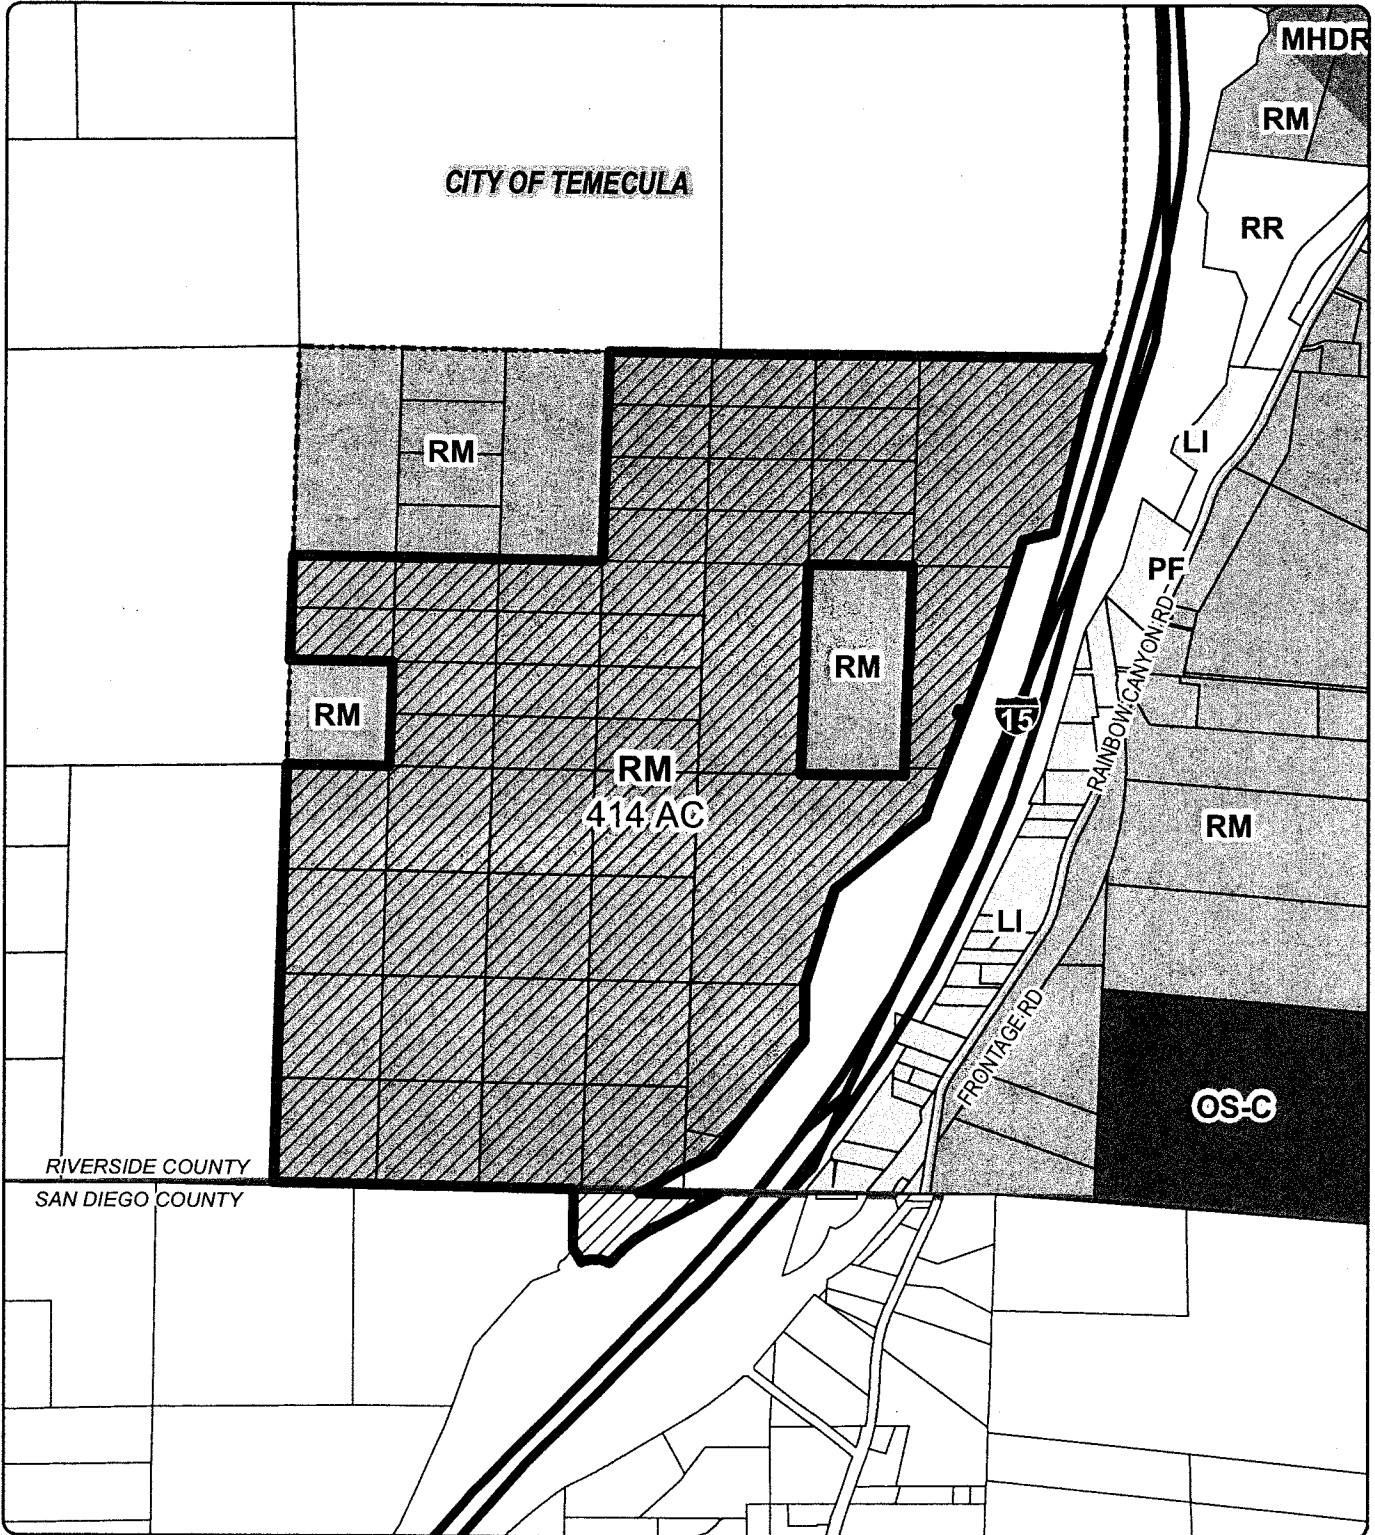 MHDR
RM
CITY OF TEMECULA
RR
LI
RM
PF
RM
RM
15
RAINBOW CANYON RD
RM
414 AC
RM
LI
FRONTAGE RD
OS-C
RIVERSIDE COUNTY
SAN DIEGO COUNTY